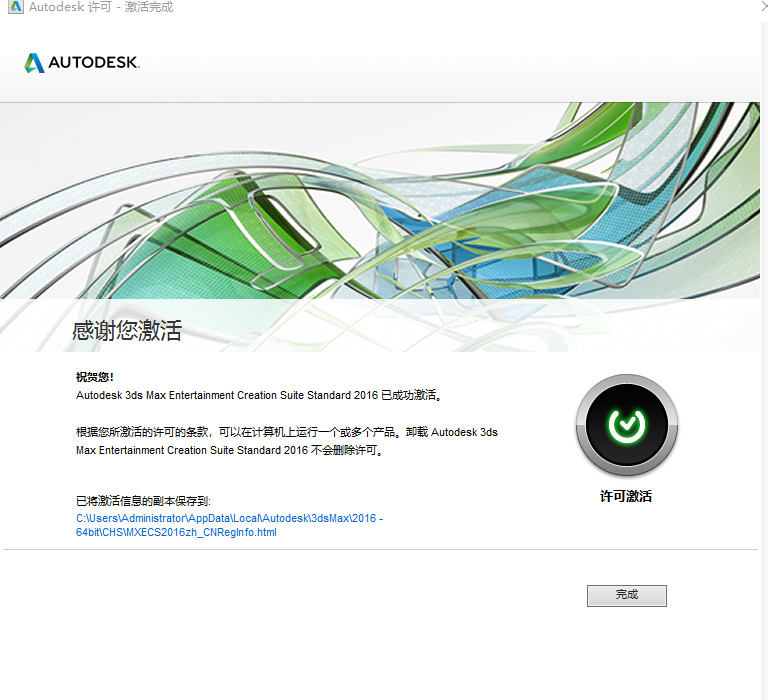 Autodesk 许可 - 激活完成
AUTODESK.
感谢您激活
祝贺您!
Autodesk 3ds Max Entertainment Creation Suite Standard 2016 已成功激活。
根据您所激活的许可的条款，可以在计算机上运行一个或多个产品。卸载 Autodesk 3ds
Max Entertainment Creation Suite Standard 2016 不会删除许可。
许可激活
已将激活信息的副本保存到:
C:\Users\Administrator\AppData\Local\Autodesk\3dsMax\2016 -
64bit\CHS\MXECS2016zh_CNRegInfo.html
完成